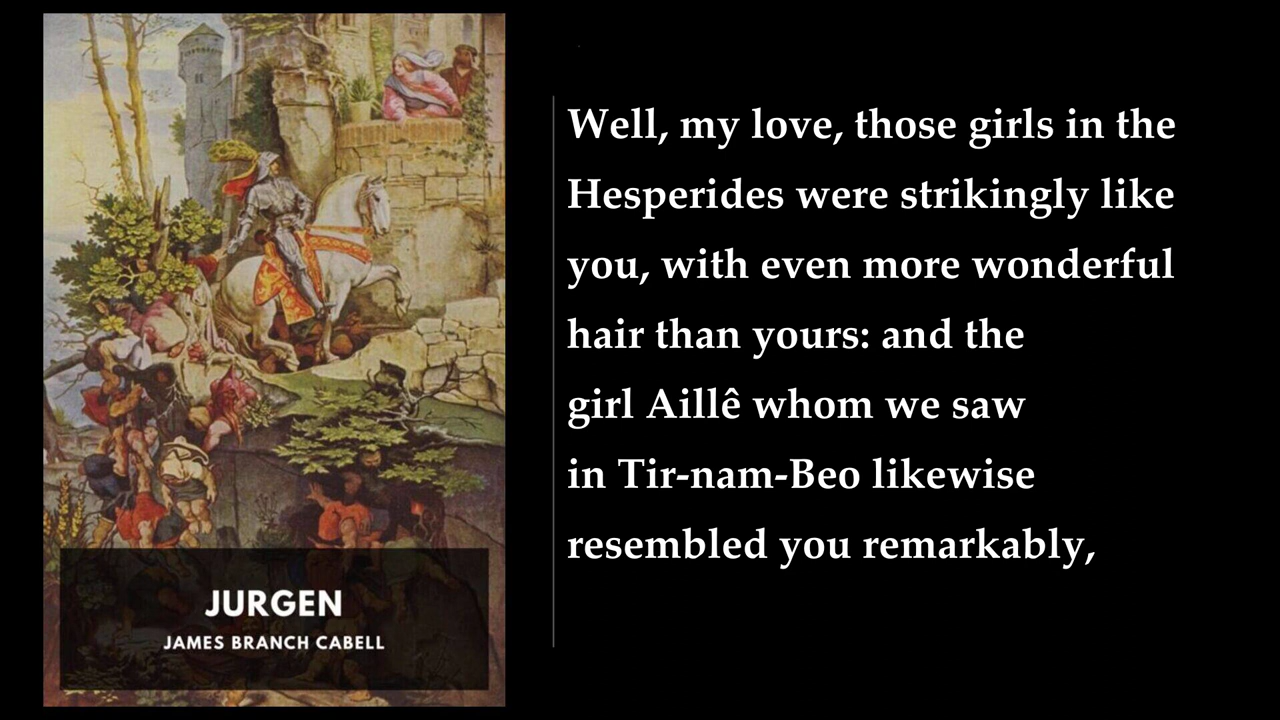 JURGEN
JAMES BRANCH CABELL
Well, my love, those girls in the
Hesperides were strikingly like
you, with even more wonderful
hair than yours: and the
girl Aillê whom we saw
in Tir-nam-Beo likewise
resembled you remarkably,